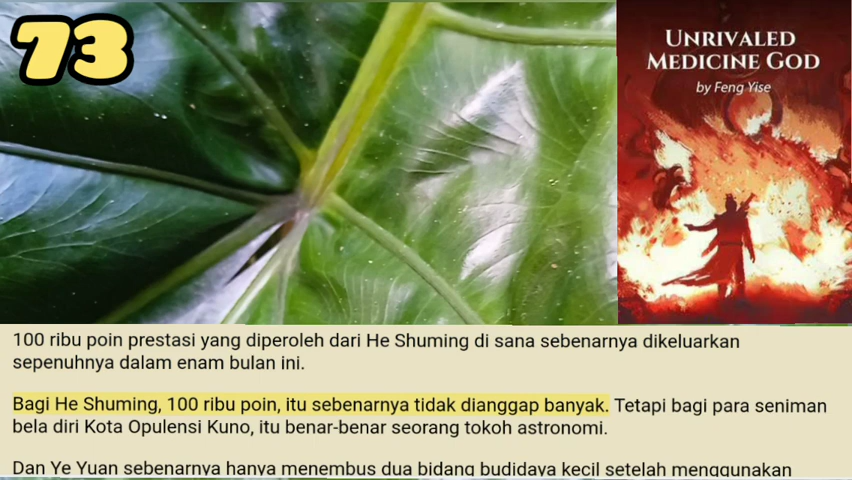 73
UNRIVALED
MEDICINE GOD
by Feng Yise
100 ribu poin prestasi yang diperoleh dari He Shuming di sana sebenarnya dikeluarkan
sepenuhnya dalam enam bulan ini.
Bagi He Shuming, 100 ribu poin, itu sebenarnya tidak dianggap banyak. Tetapi bagi para seniman
bela diri Kota Opulensi Kuno, itu benar-benar seorang tokoh astronomi.
Dan Ye Yuan sebenarnya hanya menembus dua bidang budidaya kecil setelah menggunakan